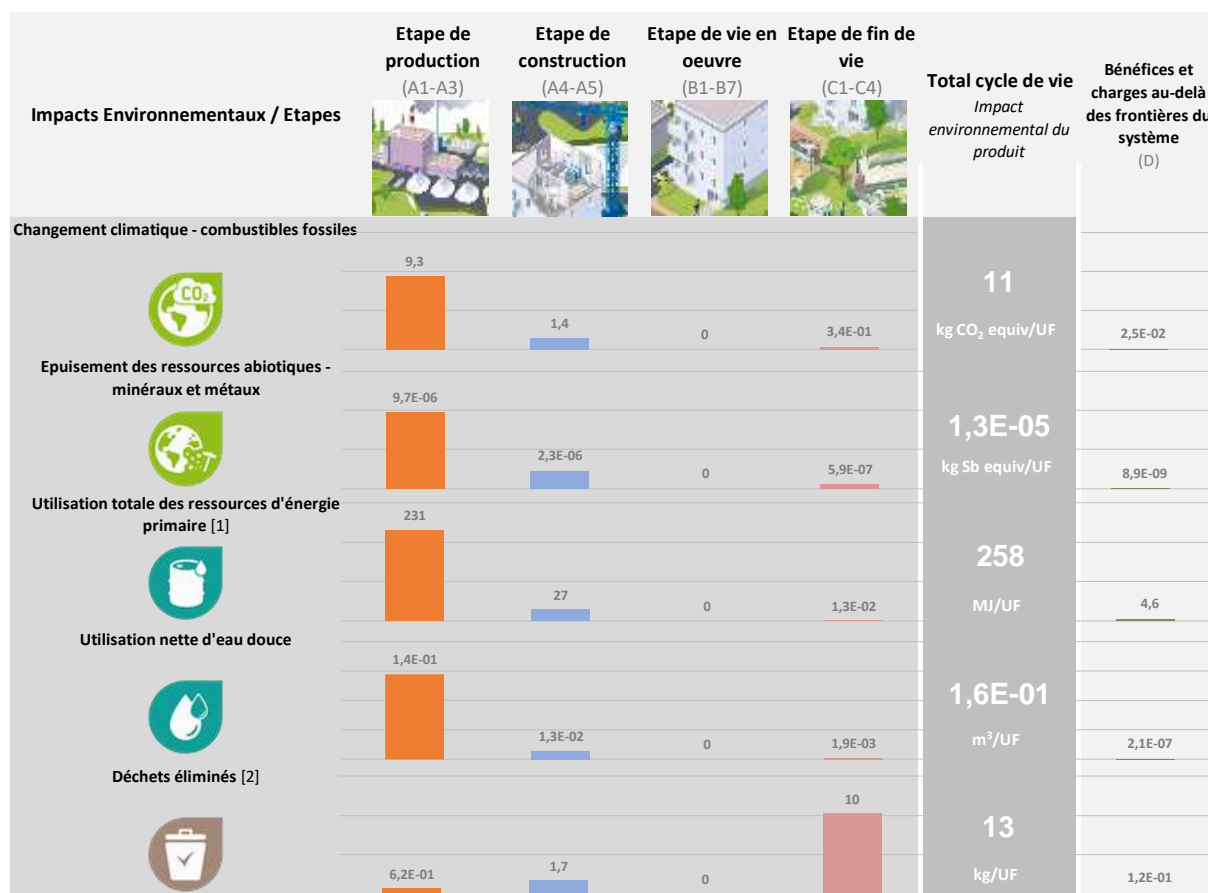 Impacts Environnementaux / Etapes
Etape de
production
(A1-A3)
Etape de
construction
(A4-A5)
Etape de vie en
oeuvre
(B1-B7)
Etape de fin de
vie
(C1-C4)
Total cycle de vie
Impact
environnemental du
produit
Bénéfices et
charges au-delà
des frontières du
système
(D)
Changement climatique - combustibles fossiles
CO₂
9,3
1,4
0
3,4E-01
11
kg CO₂ equiv/UF
2,5E-02
Epuisement des ressources abiotiques -
minéraux et métaux
9,7E-06
2,3E-06
0
5,9E-07
1,3E-05
kg Sb equiv/UF
8,9E-09
Utilisation totale des ressources d'énergie
primaire [1]
231
27
0
1,3E-02
258
MJ/UF
4,6
Utilisation nette d'eau douce
1,4E-01
1,3E-02
0
1,9E-03
1,6E-01
m³/UF
2,1E-07
Déchets éliminés [2]
6,2E-01
1,7
0
10
13
kg/UF
1,2E-01